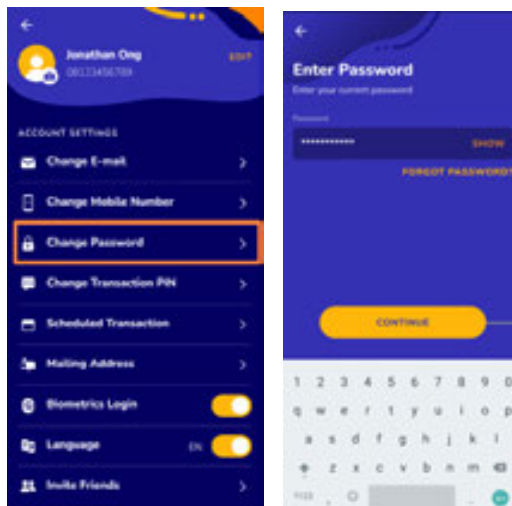 Jonathan Ong
08123456789
EDIT
ACCOUNT SETTINGS
Change E-mail
Change Mobile Number
Change Password
Change Transaction PIN
Scheduled Transaction
Mailing Address
Biometrics Login
Language EN
Invite Friends
Enter Password
Enter your current password
Password
•••••••••••• SHOW
FORGOT PASSWORD?
CONTINUE
1 2 3 4 5 6 7 8 9 0
q w e r t y u i o p
a s d f g h j k l
z x c v b n m
?123 , .